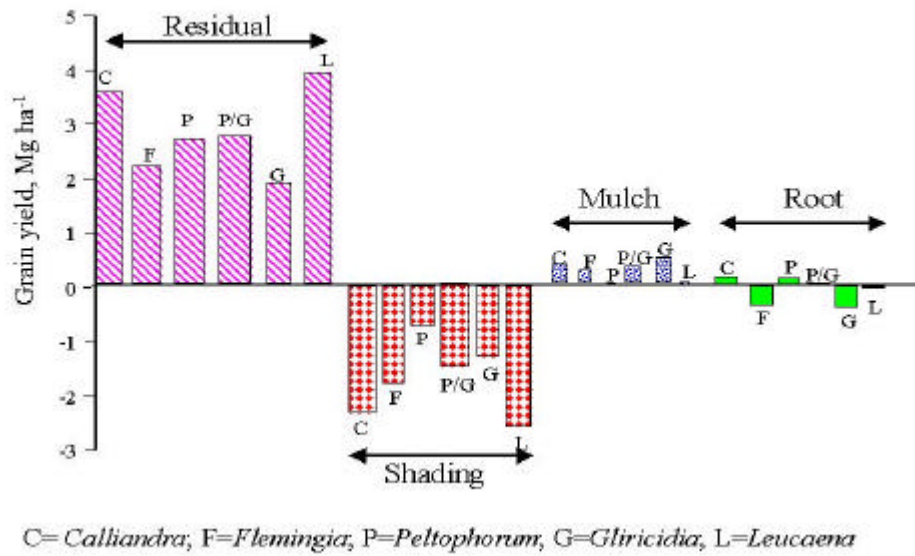 Grain yield, Mg ha⁻¹
5
4
3
2
1
0
-1
-2
-3
Residual
C
F
P
P/G
G
L
C
F
P
P/G
G
L
Shading
Mulch
C
F
P
P/G
G
L
Root
C
F
P
P/G
G
L
C= Calliandra; F=Flemingia; P=Peltophorum; G=Gliricidia; L=Leucaena